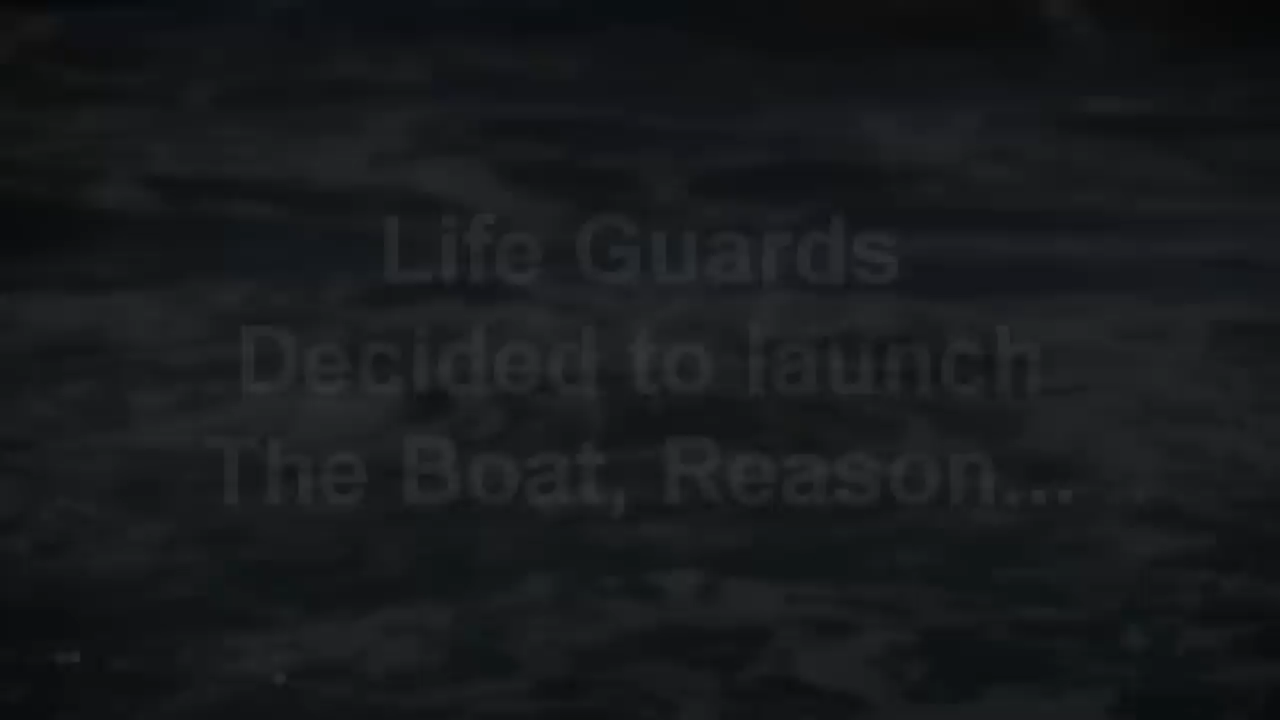 Life Guards
Decided to launch
The Boat, Reason...